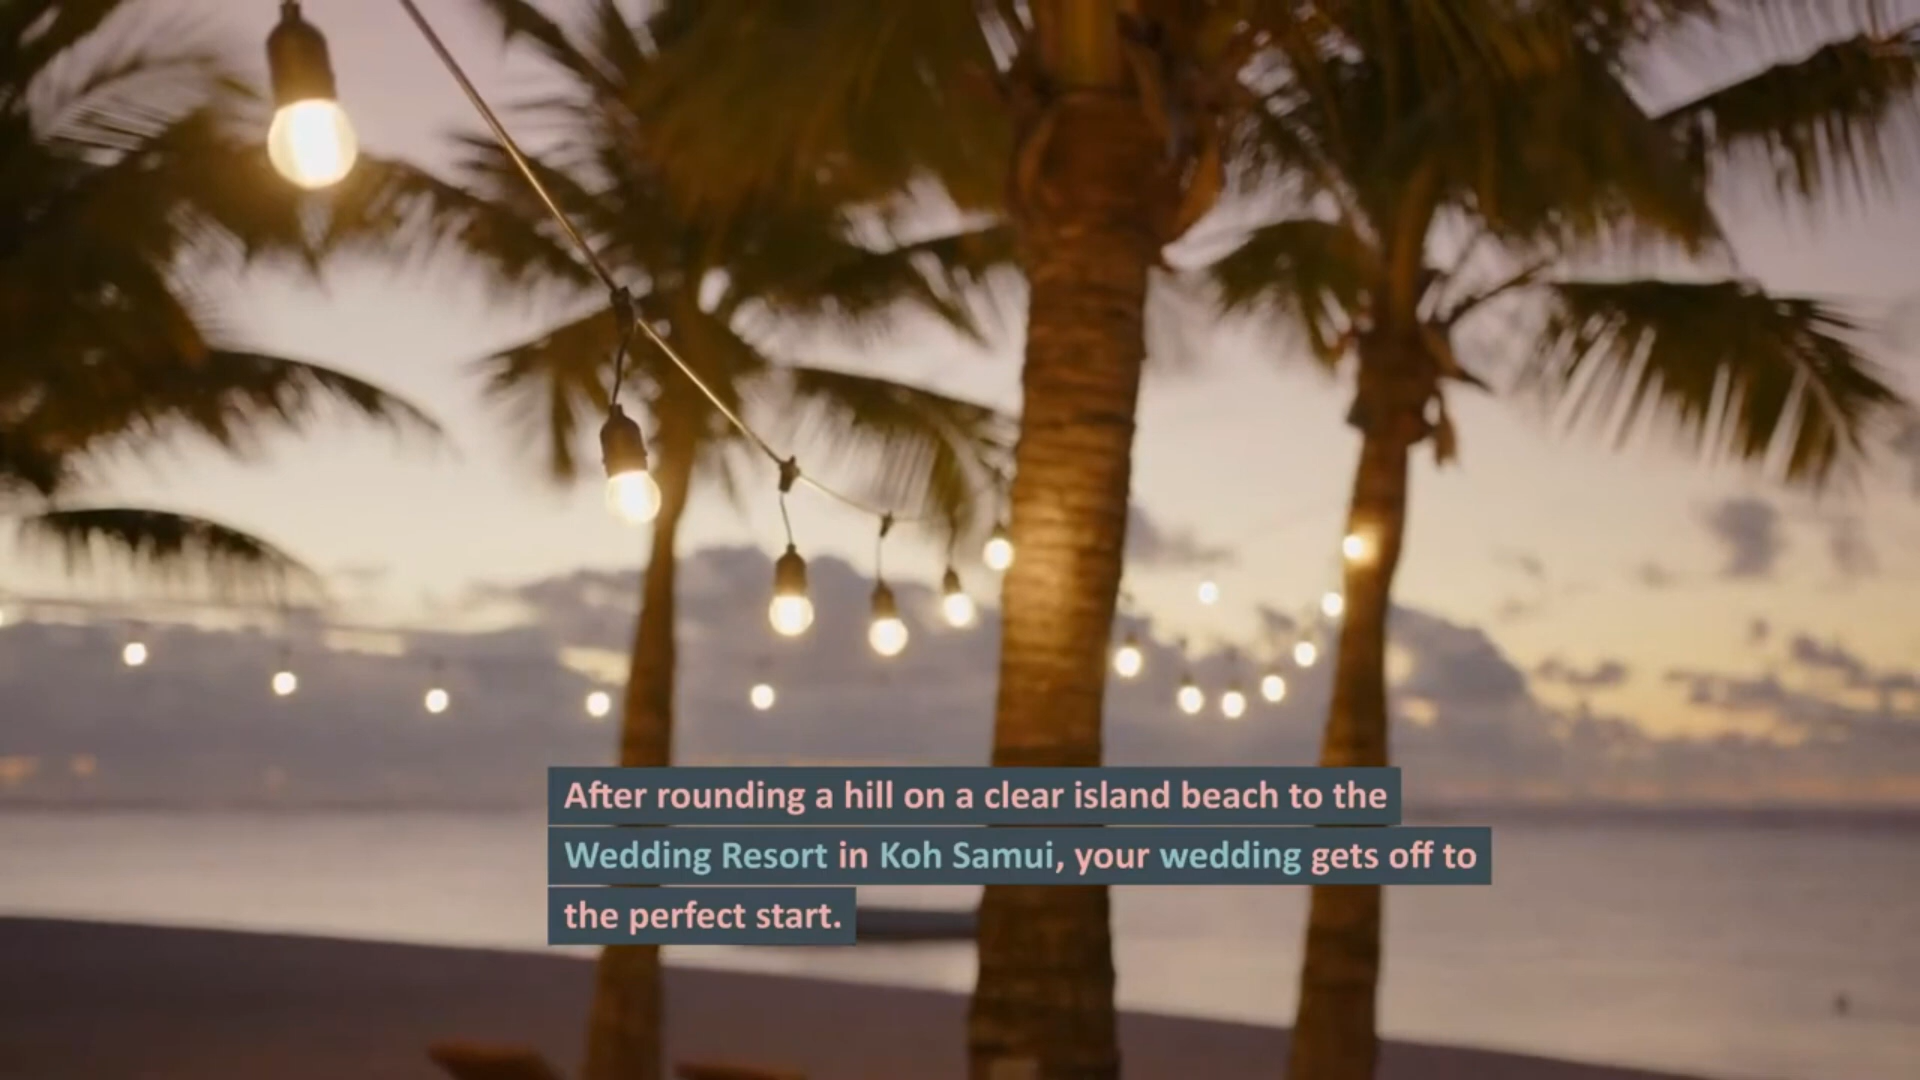 After rounding a hill on a clear island beach to the
Wedding Resort in Koh Samui, your wedding gets off to
the perfect start.